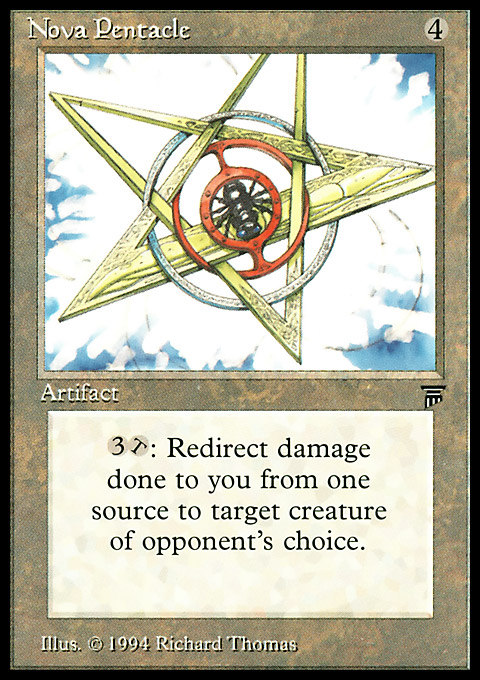 Nova Pentacle 4
Artifact
3: Redirect damage
done to you from one
source to target creature
of opponent's choice.
Illus. © 1994 Richard Thomas